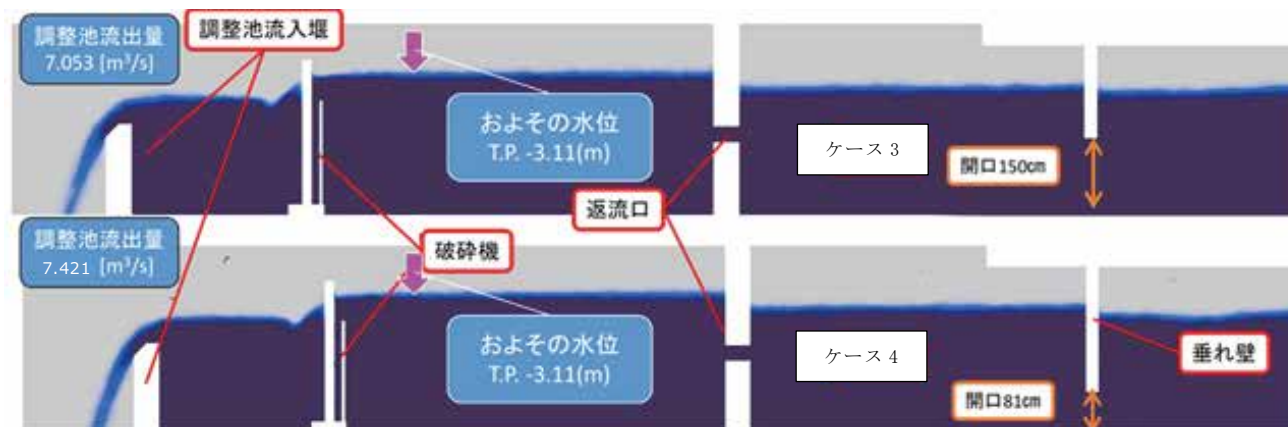 調整池流出量
7.053 [m³/s]
調整池流入堰
およその水位
T.P. -3.11(m)
ケース3
開口150㎝
返流口
調整池流出量
7.421 [m³/s]
破砕機
およその水位
T.P. -3.11(m)
ケース4
垂れ壁
開口81㎝